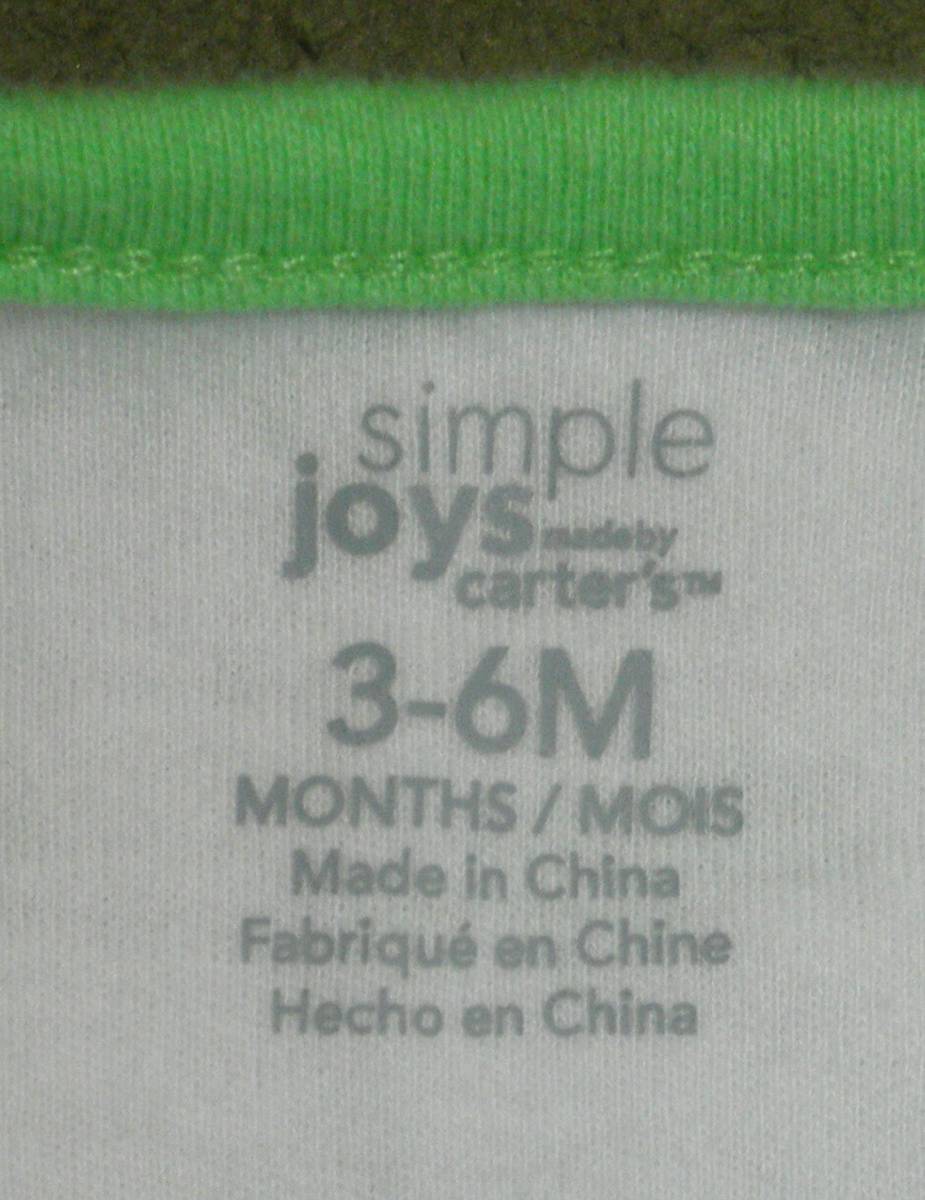 simple
joys made by
carter's™
3-6M
MONTHS / MOIS
Made in China
Fabriqué en Chine
Hecho en China